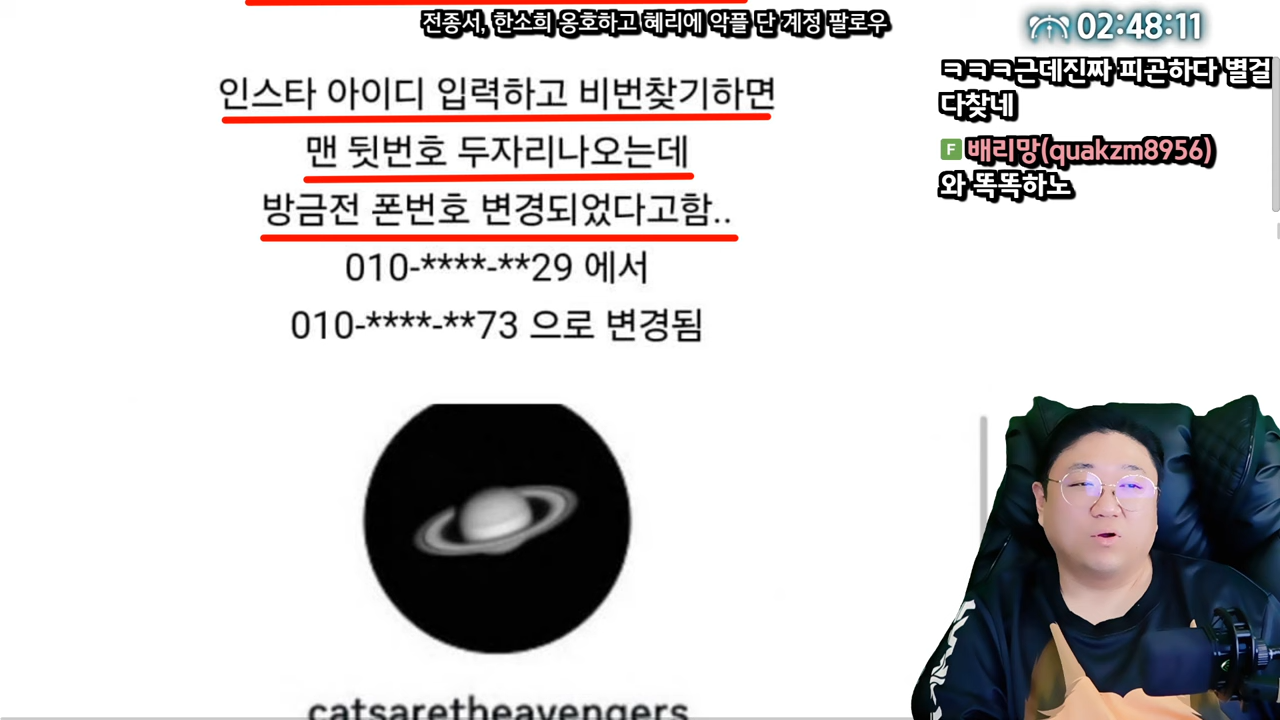 전종서, 한소희 옹호하고 혜리에 악플 단 계정 팔로우
02:48:11
인스타 아이디 입력하고 비번찾기하면
맨 뒷번호 두자리나오는데
방금전 폰번호 변경되었다고함..
010-****-**29 에서
010-****-**73 으로 변경됨
catsaretheavengers
ㅋㅋㅋ근데진짜 피곤하다 별걸
다찾네
F 배리망(quakzm8956)
와 똑똑하노